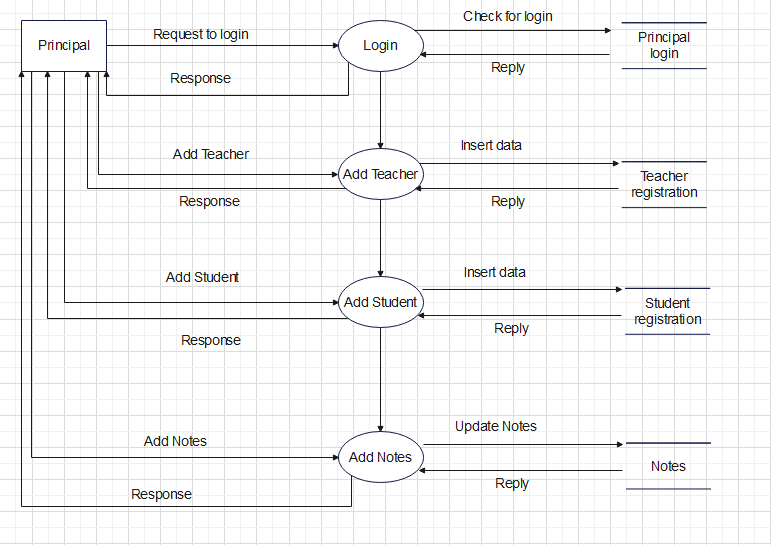 Check for login
Request to login
Principal
Login
Principal
login
Reply
Response
Insert data
Add Teacher
Add Teacher
Teacher
registration
Response
Reply
Insert data
Add Student
Add Student
Student
registration
Reply
Response
Update Notes
Add Notes
Add Notes
Notes
Reply
Response